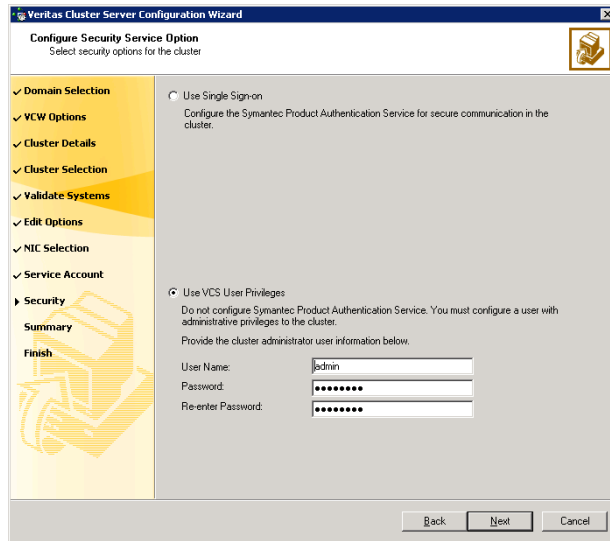 Veritas Cluster Server Configuration Wizard
Configure Security Service Option
Select security options for the cluster
Domain Selection
VCW Options
Cluster Details
Cluster Selection
Validate Systems
Edit Options
NIC Selection
Service Account
Security
Summary
Finish
Use Single Sign-on
Configure the Symantec Product Authentication Service for secure communication in the
cluster.
Use VCS User Privileges
Do not configure Symantec Product Authentication Service. You must configure a user with
administrative privileges to the cluster.
Provide the cluster administrator user information below.
User Name: admin
Password: ●●●●●●●●
Re-enter Password: ●●●●●●●●
Back Next Cancel